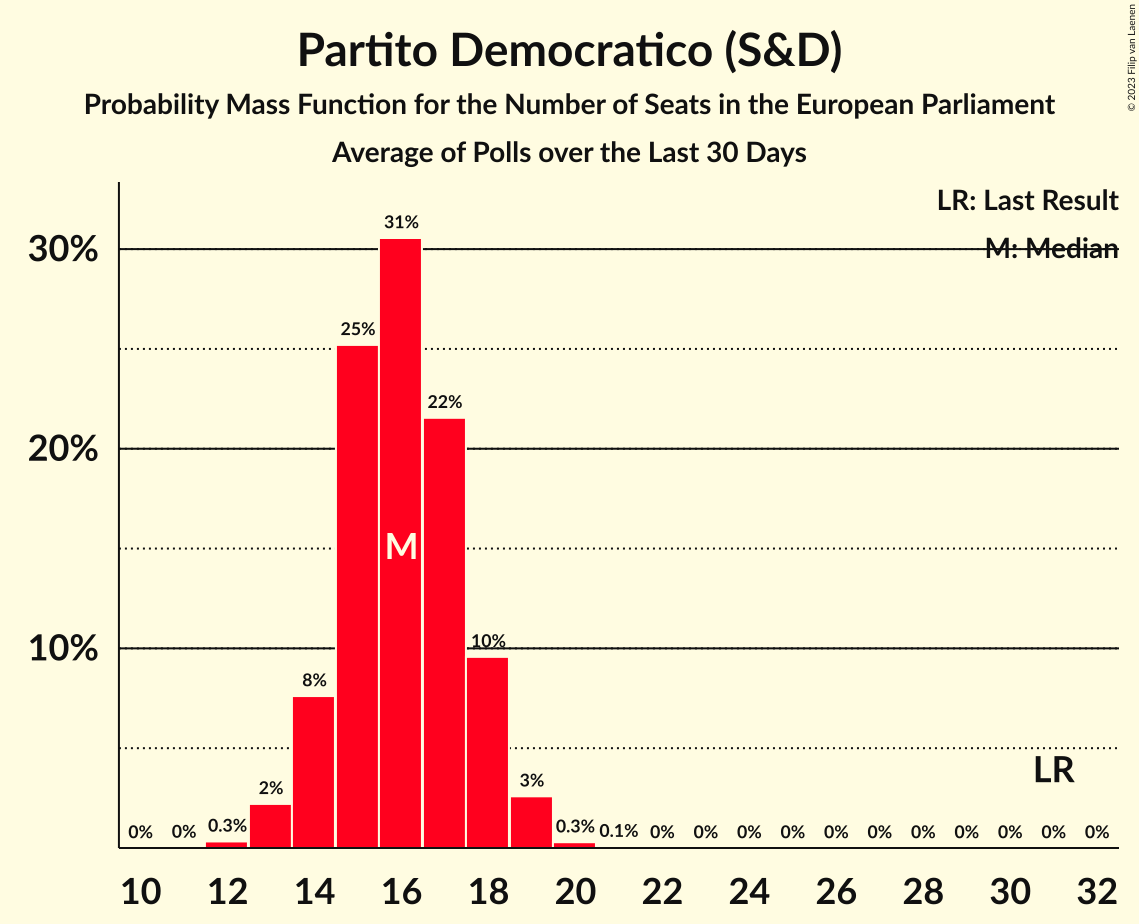 Partito Democratico (S&D)
Probability Mass Function for the Number of Seats in the European Parliament
Average of Polls over the Last 30 Days
© 2023 Filip van Laenen
LR: Last Result
M: Median
30%
20%
10%
0%
0%
0.3%
2%
8%
25%
31%
22%
10%
3%
0.3%
0.1%
0%
0%
0%
0%
0%
0%
0%
0%
0%
0%
0%
M
LR
10 12 14 16 18 20 22 24 26 28 30 32